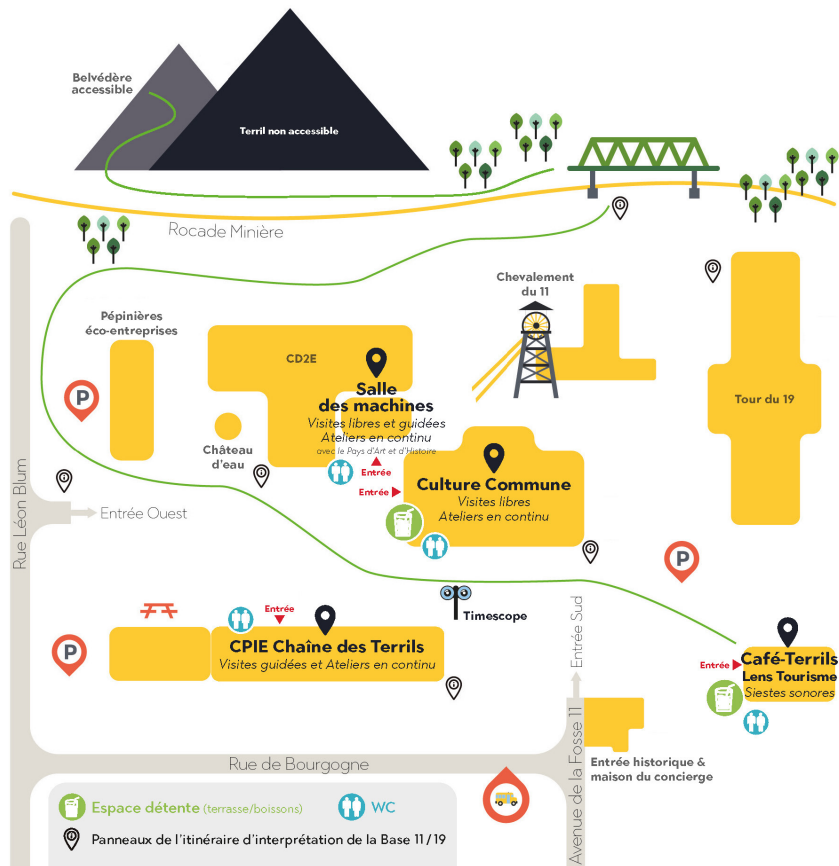 Belvédère
accessible
Terril non accessible
Rocade Minière
Chevalement
du 11
Pépinières
éco-entreprises
CD2E
Salle
des machines
Visites libres et guidées
Ateliers en continu
avec le Pays d'Art et d'Histoire
Entrée
Tour du 19
P
Château
d'eau
Entrée
Culture Commune
Visites libres
Ateliers en continu
Rue Léon Blum
Entrée Ouest
P
Timescope
Entrée
CPIE Chaîne des Terrils
Visites guidées et Ateliers en continu
P
Entrée Sud
Entrée
Café-Terrils
Lens Tourisme
Siestes sonores
Rue de Bourgogne
Avenue de la Fosse 11
Entrée historique &
maison du concierge
Espace détente (terrasse/boissons)
WC
Panneaux de l'itinéraire d'interprétation de la Base 11/19